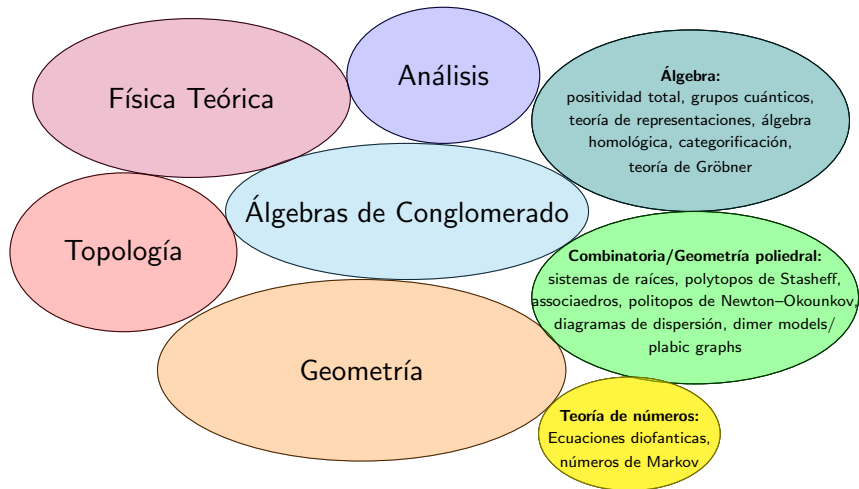 Física Teórica
Análisis
Álgebra:
positividad total, grupos cuánticos,
teoría de representaciones, álgebra
homológica, categorificación,
teoría de Gröbner
Topología
Álgebras de Conglomerado
Combinatoria/Geometría poliedral:
sistemas de raíces, polytopos de Stasheff,
associaedros, politopos de Newton–Okounkov,
diagramas de dispersión, dimer models/
plabic graphs
Geometría
Teoría de números:
Ecuaciones diofanticas,
números de Markov